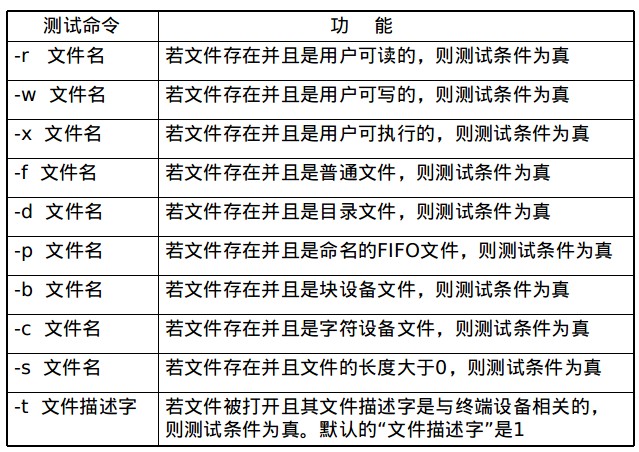 测试命令 功 能
-r 文件名 若文件存在并且是用户可读的，则测试条件为真
-w 文件名 若文件存在并且是用户可写的，则测试条件为真
-x 文件名 若文件存在并且是用户可执行的，则测试条件为真
-f 文件名 若文件存在并且是普通文件，则测试条件为真
-d 文件名 若文件存在并且是目录文件，则测试条件为真
-p 文件名 若文件存在并且是命名的FIFO文件，则测试条件为真
-b 文件名 若文件存在并且是块设备文件，则测试条件为真
-c 文件名 若文件存在并且是字符设备文件，则测试条件为真
-s 文件名 若文件存在并且文件的长度大于0，则测试条件为真
-t 文件描述字 若文件被打开且其文件描述字是与终端设备相关的，
则测试条件为真。默认的“文件描述字”是1